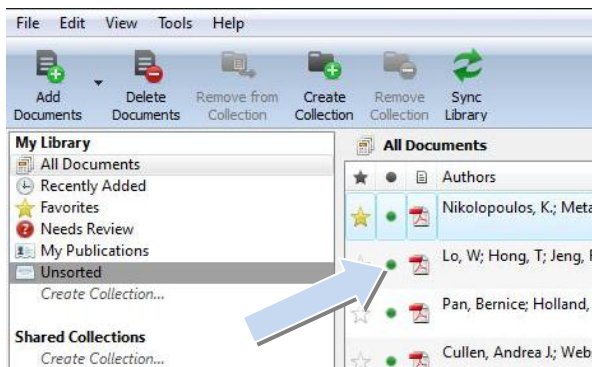 File Edit View Tools Help
Add Documents
Delete Documents
Remove from Collection
Create Collection
Remove Collection
Sync Library
My Library
All Documents
Recently Added
Favorites
Needs Review
My Publications
Unsorted
Create Collection...
Shared Collections
Create Collection...
All Documents
Authors
Nikolopoulos, K.; Meta
Lo, W; Hong, T; Jeng,
Pan, Bernice; Holland,
Cullen, Andrea J.; Web